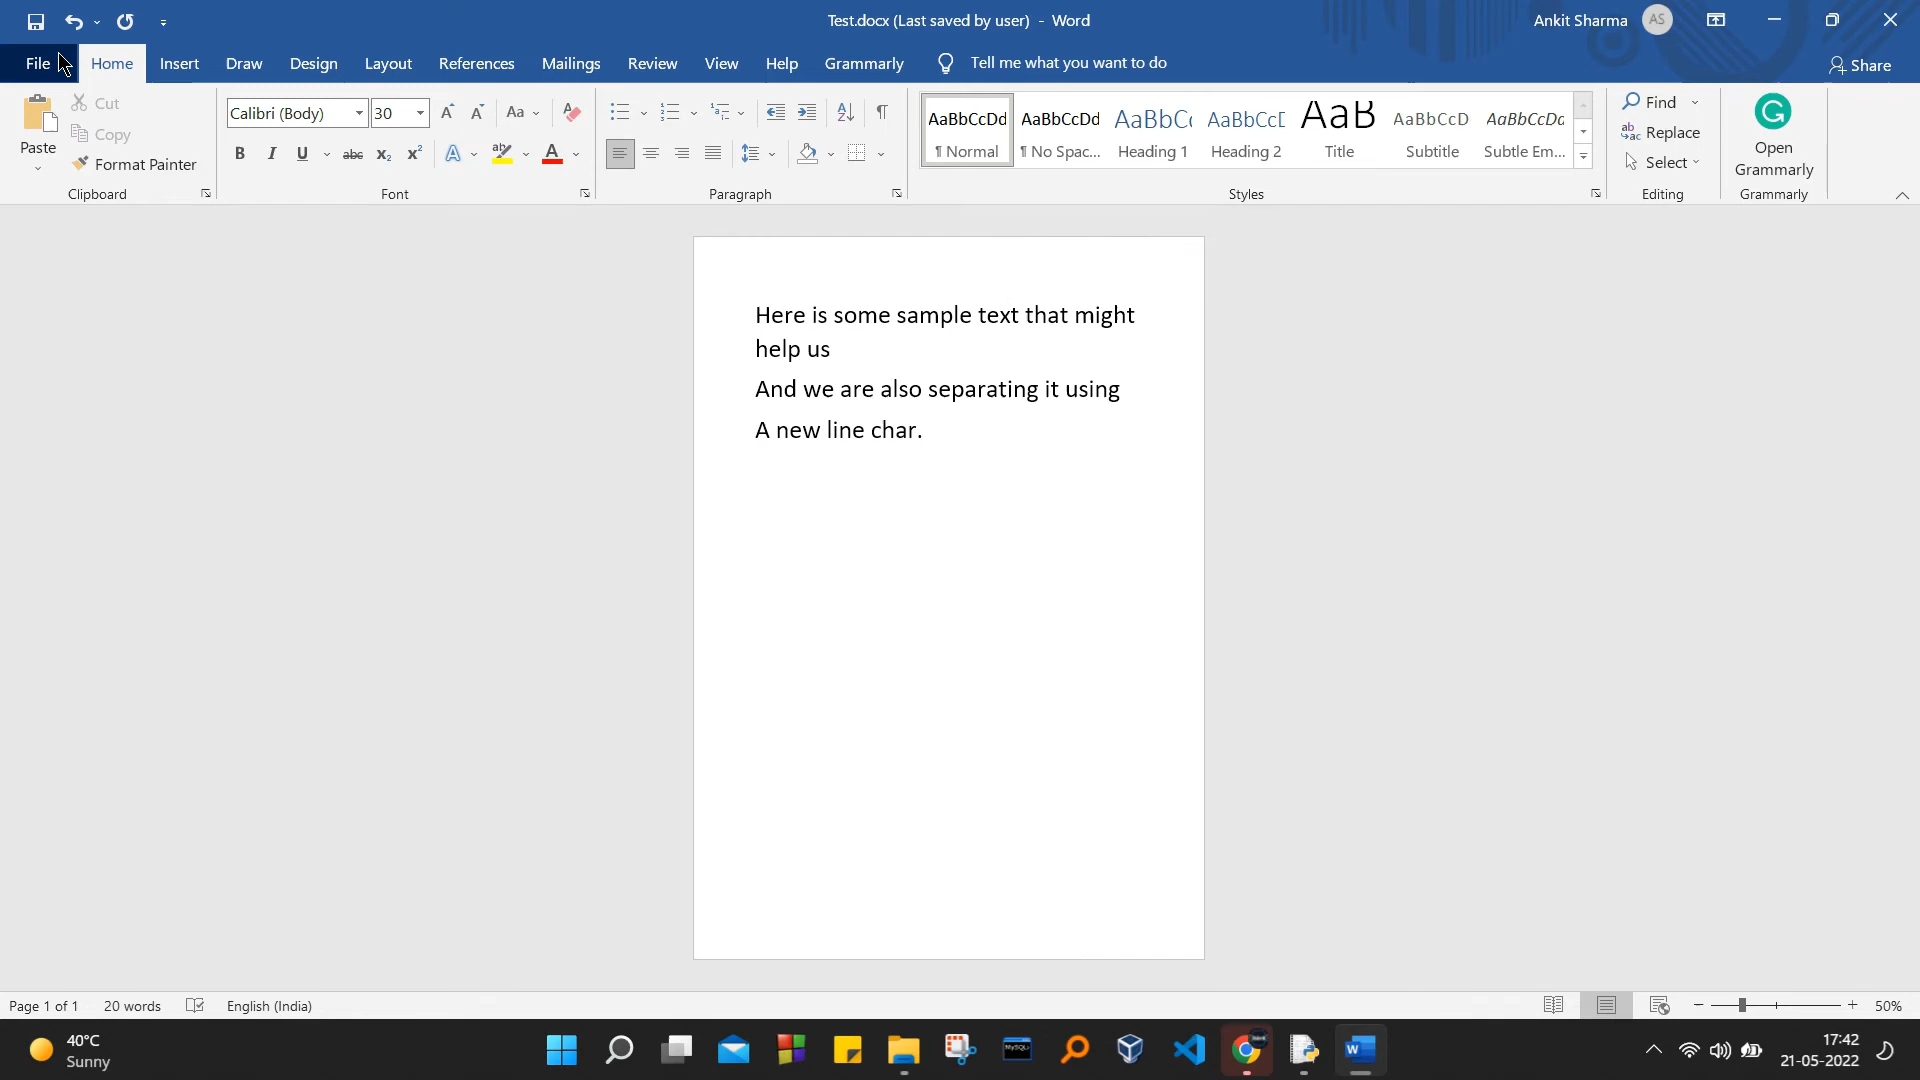 Test.docx (Last saved by user) - Word
Ankit Sharma AS
File Home Insert Draw Design Layout References Mailings Review View Help Grammarly Tell me what you want to do Share
Paste
Cut
Copy
Format Painter
Clipboard
Calibri (Body) 30
Font
Paragraph
AaBbCcDd AaBbCcDd AaBbCc AaBbCcD AaB AaBbCcD AaBbCcDd
¶ Normal ¶ No Spac... Heading 1 Heading 2 Title Subtitle Subtle Em...
Styles
Find
Replace
Select
Editing
Open
Grammarly
Grammarly
Here is some sample text that might
help us
And we are also separating it using
A new line char.
Page 1 of 1 20 words English (India) 50%
40°C
Sunny
17:42
21-05-2022